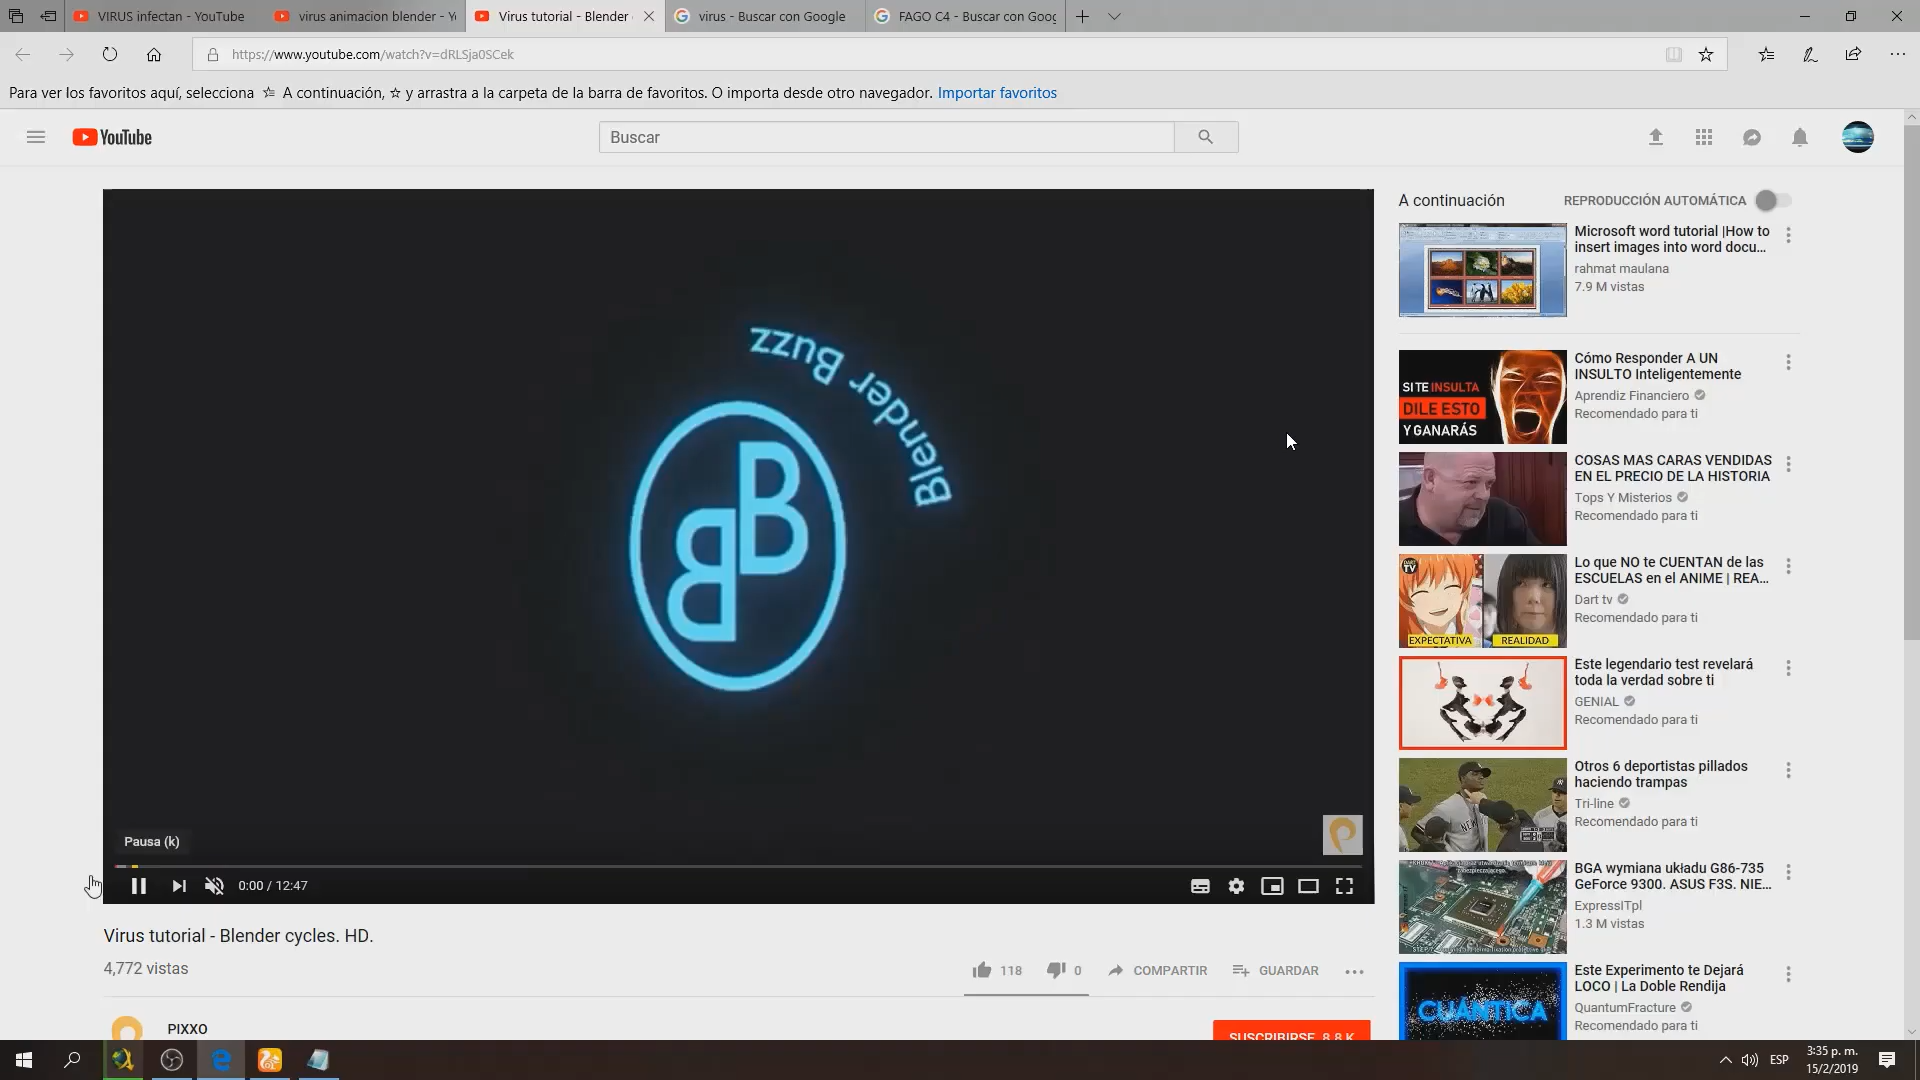 VIRUS infectan - YouTube
virus animacion blender - Y
Virus tutorial - Blender
virus - Buscar con Google
FAGO C4 - Buscar con Goog
https://www.youtube.com/watch?v=dRLSja0SCek
Para ver los favoritos aquí, selecciona A continuación, y arrastra a la carpeta de la barra de favoritos. O importa desde otro navegador. Importar favoritos
YouTube
Buscar
Blender Buzz
BB
Pausa (k)
0:00 / 12:47
Virus tutorial - Blender cycles. HD.
4,772 vistas
118
0
COMPARTIR
GUARDAR
PIXXO
SUSCRIBIRSE 8.8 K
A continuación
REPRODUCCIÓN AUTOMÁTICA
Microsoft word tutorial |How to
insert images into word docu...
rahmat maulana
7.9 M vistas
SI TE INSULTA
DILE ESTO
Y GANARÁS
Cómo Responder A UN
INSULTO Inteligentemente
Aprendiz Financiero
Recomendado para ti
COSAS MAS CARAS VENDIDAS
EN EL PRECIO DE LA HISTORIA
Tops Y Misterios
Recomendado para ti
DART
TV
EXPECTATIVA
REALIDAD
Lo que NO te CUENTAN de las
ESCUELAS en el ANIME | REA...
Dart tv
Recomendado para ti
Este legendario test revelará
toda la verdad sobre ti
GENIAL
Recomendado para ti
Otros 6 deportistas pillados
haciendo trampas
Tri-line
Recomendado para ti
BGA wymiana układu G86-735
GeForce 9300. ASUS F3S. NIE...
ExpressITpl
1.3 M vistas
CUÁNTICA
Este Experimento te Dejará
LOCO | La Doble Rendija
QuantumFracture
Recomendado para ti
ESP
3:35 p. m.
15/2/2019